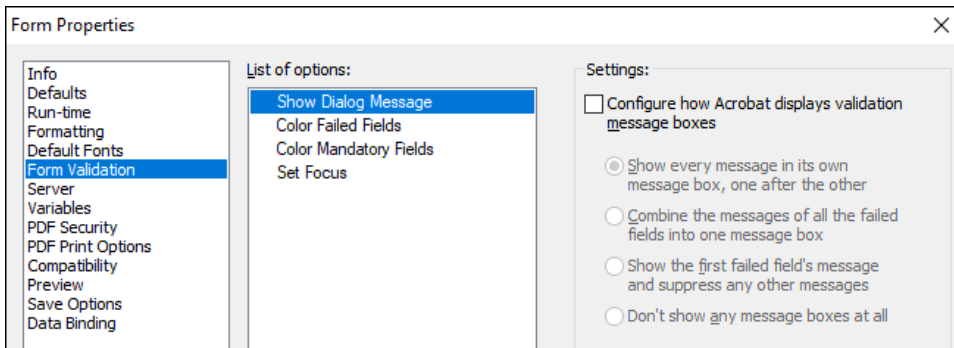 Form Properties
Info
Defaults
Run-time
Formatting
Default Fonts
Form Validation
Server
Variables
PDF Security
PDF Print Options
Compatibility
Preview
Save Options
Data Binding
List of options:
Show Dialog Message
Color Failed Fields
Color Mandatory Fields
Set Focus
Settings:
Configure how Acrobat displays validation
message boxes
Show every message in its own
message box, one after the other
Combine the messages of all the failed
fields into one message box
Show the first failed field's message
and suppress any other messages
Don't show any message boxes at all